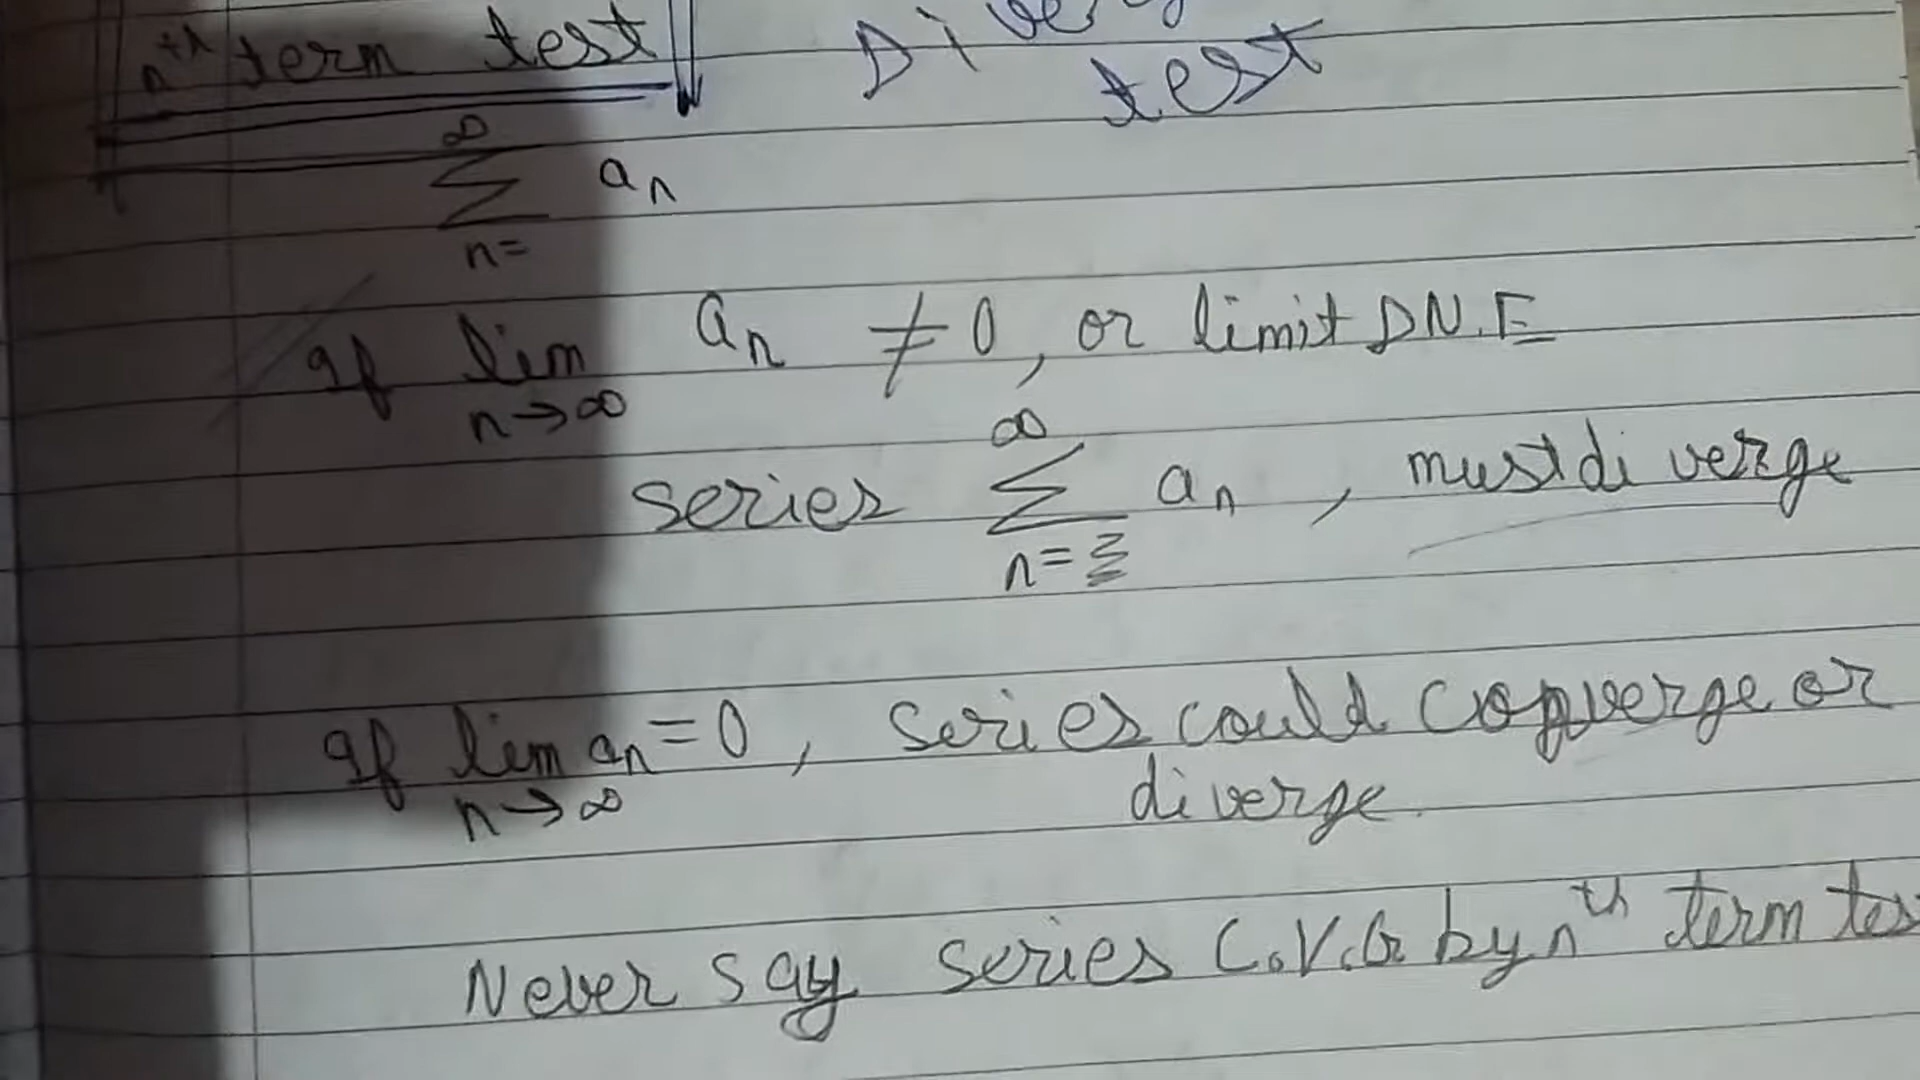 nth term test
Diverg
test
∞
∑ an
n=
If lim an ≠ 0, or limit D.N.E
n→∞
∞
series ∑ an, must diverge
n=
If lim an = 0, series could converge or
n→∞ diverge.
Never say series C.V.G. by nth term tes